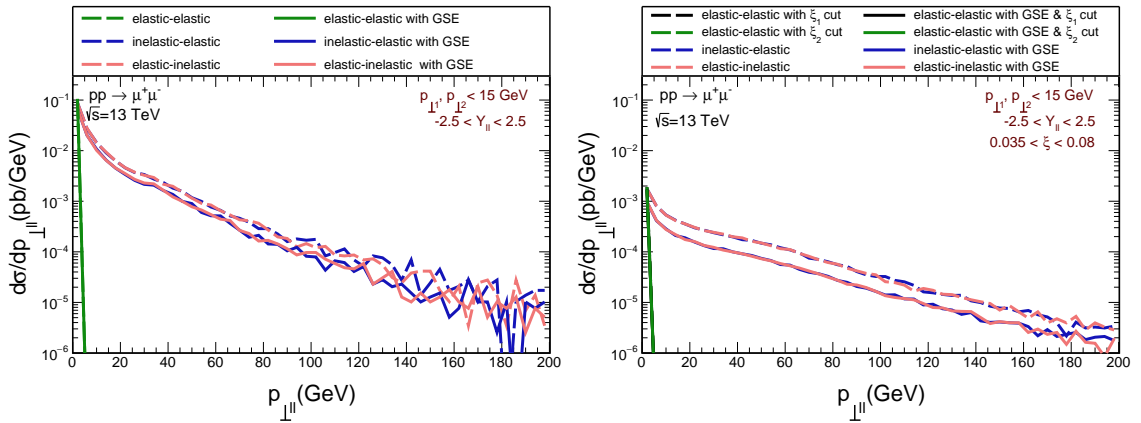 elastic-elastic
elastic-elastic with GSE
inelastic-elastic
inelastic-elastic with GSE
elastic-inelastic
elastic-inelastic with GSE
pp → μ⁺μ⁻
√s=13 TeV
p⊥1, p⊥2 < 15 GeV
-2.5 < Y_ll < 2.5
10⁻¹
10⁻²
10⁻³
10⁻⁴
10⁻⁵
10⁻⁶
dσ/dp⊥ll(pb/GeV)
0 20 40 60 80 100 120 140 160 180 200
p⊥ll(GeV)
elastic-elastic with ξ₁ cut
elastic-elastic with GSE & ξ₁ cut
elastic-elastic with ξ₂ cut
elastic-elastic with GSE & ξ₂ cut
inelastic-elastic
inelastic-elastic with GSE
elastic-inelastic
elastic-inelastic with GSE
pp → μ⁺μ⁻
√s=13 TeV
p⊥1, p⊥2 < 15 GeV
-2.5 < Y_ll < 2.5
0.035 < ξ < 0.08
10⁻¹
10⁻²
10⁻³
10⁻⁴
10⁻⁵
10⁻⁶
dσ/dp⊥ll(pb/GeV)
0 20 40 60 80 100 120 140 160 180 200
p⊥ll(GeV)